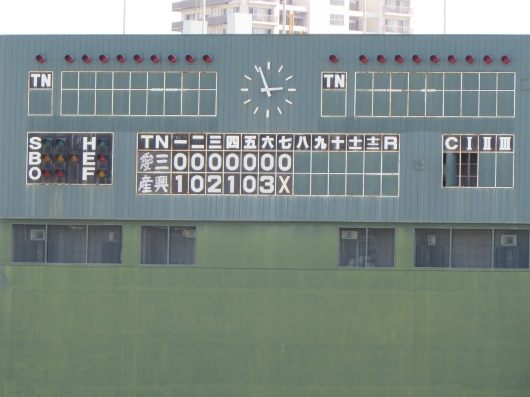 TN TN
S H
B E
O F
TN 一 二 三 四 五 六 七 八 九 十 十一 十二 R
愛三 0 0 0 0 0 0 0
産興 1 0 2 1 0 3 X
C I II III